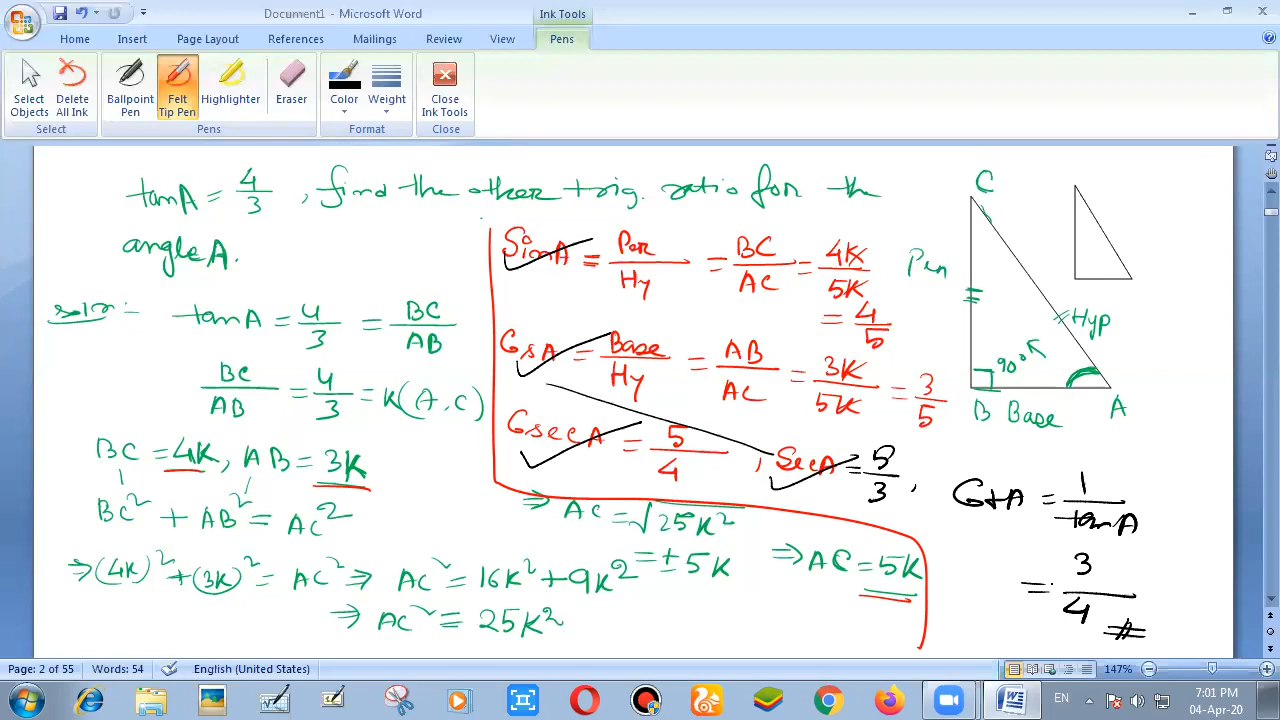 Document1 - Microsoft Word
Ink Tools
Home Insert Page Layout References Mailings Review View Pens
Select Objects
Delete All Ink
Ballpoint Pen
Felt Tip Pen
Highlighter
Eraser
Color
Weight
Close Ink Tools
Select Pens Format Close
tanA = 4/3 , find the other trig. ratio for the
angle A.
soln :- tanA = 4/3 = BC/AB
BC/AB = 4/3 = K
BC = 4K, AB = 3K
BC² + AB² = AC²
⇒ (4K)² + (3K)² = AC² ⇒ AC² = 16K² + 9K²
⇒ AC² = 25K²
⇒ AC = √25K²
= ± 5K
⇒ AC = 5K
SinA = Per/Hy = BC/AC = 4K/5K
= 4/5
CosA = Base/Hy = AB/AC = 3K/5K = 3/5
CosecA = 5/4 , SecA = 5/3 ,
CotA = 1/tanA
= 3/4
C
Per
Hyp
90°
B Base A
Page: 2 of 55 Words: 54 English (United States) 147%
EN 7:01 PM
04-Apr-20